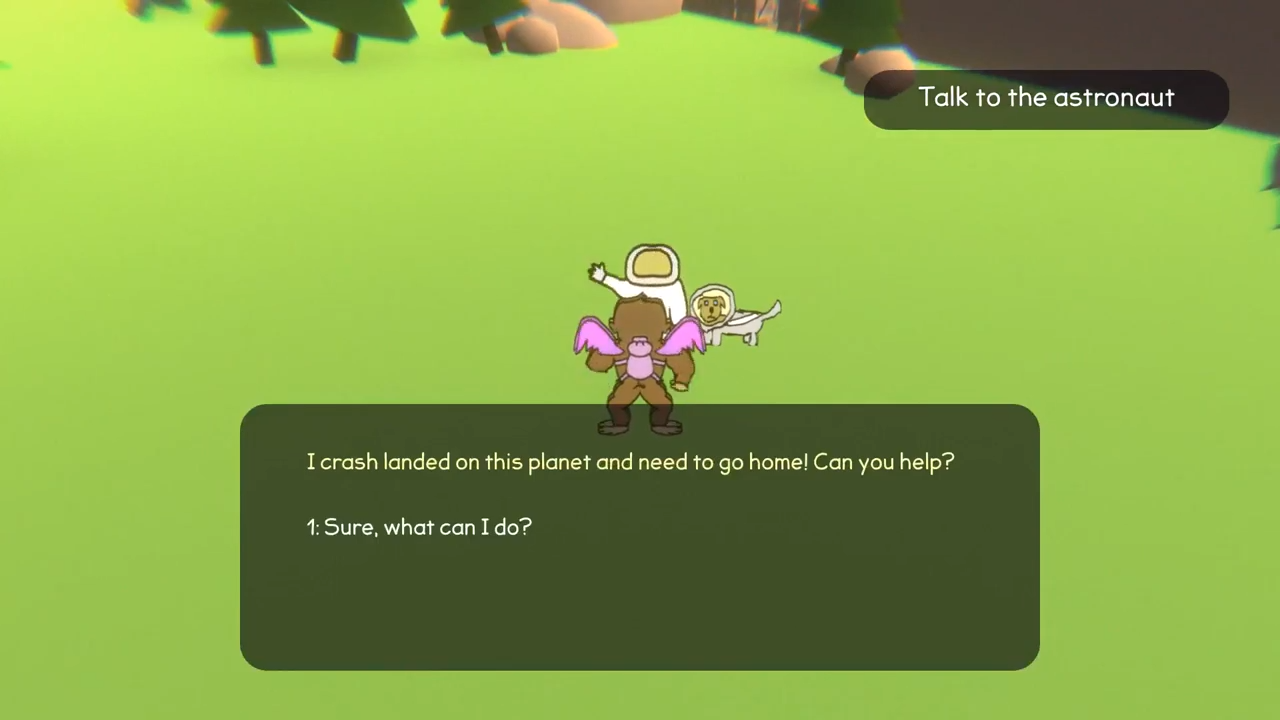 Talk to the astronaut
I crash landed on this planet and need to go home! Can you help?
1: Sure, what can I do?